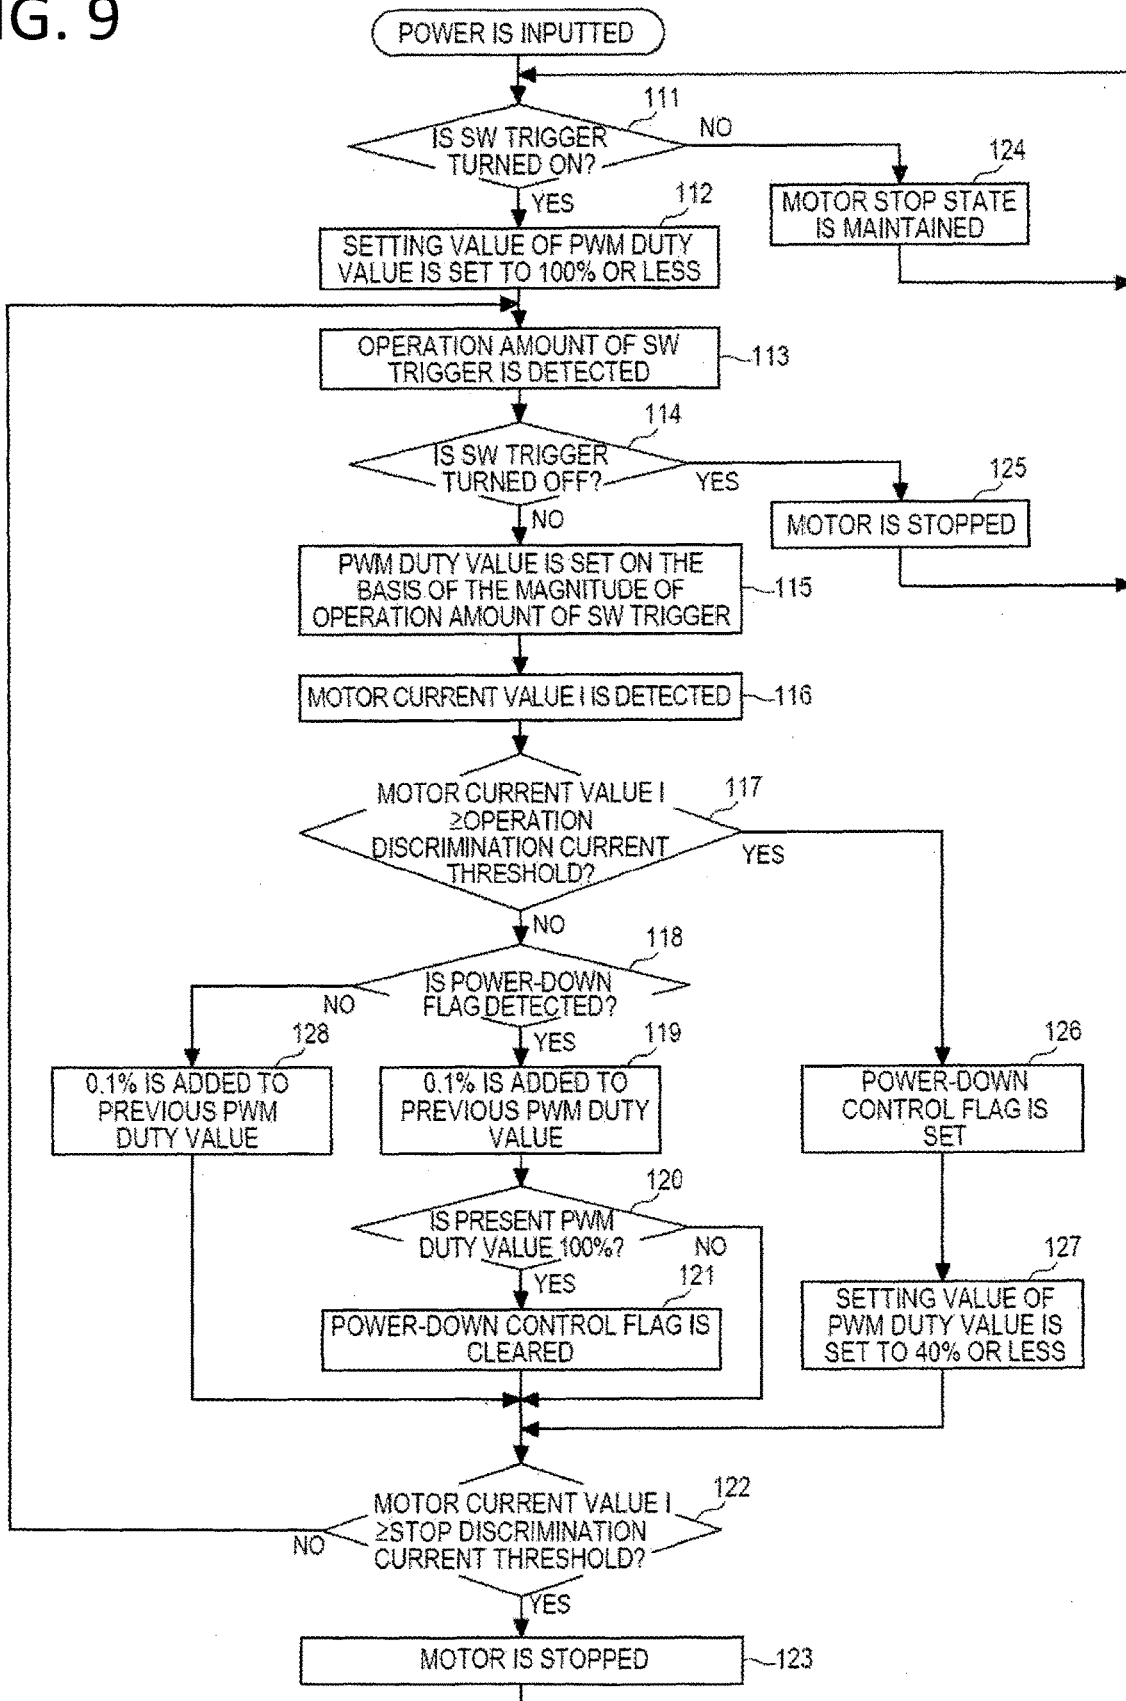 IG. 9
POWER IS INPUTTED
111
IS SW TRIGGER
TURNED ON?
NO
YES
124
MOTOR STOP STATE
IS MAINTAINED
112
SETTING VALUE OF PWM DUTY
VALUE IS SET TO 100% OR LESS
OPERATION AMOUNT OF SW
TRIGGER IS DETECTED
113
114
IS SW TRIGGER
TURNED OFF?
YES
NO
125
MOTOR IS STOPPED
PWM DUTY VALUE IS SET ON THE
BASIS OF THE MAGNITUDE OF
OPERATION AMOUNT OF SW TRIGGER
115
MOTOR CURRENT VALUE I IS DETECTED
116
117
MOTOR CURRENT VALUE I
≥OPERATION
DISCRIMINATION CURRENT
THRESHOLD?
YES
NO
118
IS POWER-DOWN
FLAG DETECTED?
NO
YES
128
0.1% IS ADDED TO
PREVIOUS PWM
DUTY VALUE
119
0.1% IS ADDED TO
PREVIOUS PWM DUTY
VALUE
126
POWER-DOWN
CONTROL FLAG IS
SET
120
IS PRESENT PWM
DUTY VALUE 100%?
NO
YES
121
POWER-DOWN CONTROL FLAG IS
CLEARED
127
SETTING VALUE OF
PWM DUTY VALUE IS
SET TO 40% OR LESS
122
MOTOR CURRENT VALUE I
≥STOP DISCRIMINATION
CURRENT THRESHOLD?
NO
YES
MOTOR IS STOPPED
123